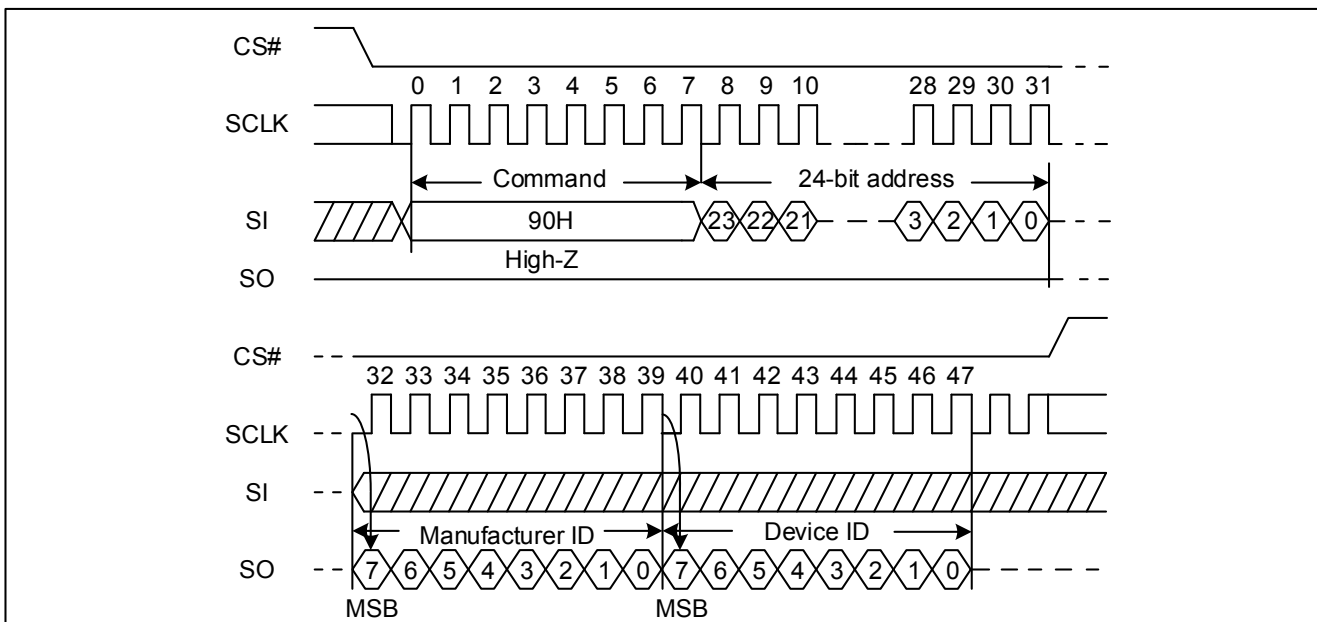 CS#
0 1 2 3 4 5 6 7 8 9 10 28 29 30 31
SCLK
Command 24-bit address
SI 90H 23 22 21 3 2 1 0
High-Z
SO
CS#
32 33 34 35 36 37 38 39 40 41 42 43 44 45 46 47
SCLK
SI
Manufacturer ID Device ID
SO 7 6 5 4 3 2 1 0 7 6 5 4 3 2 1 0
MSB MSB